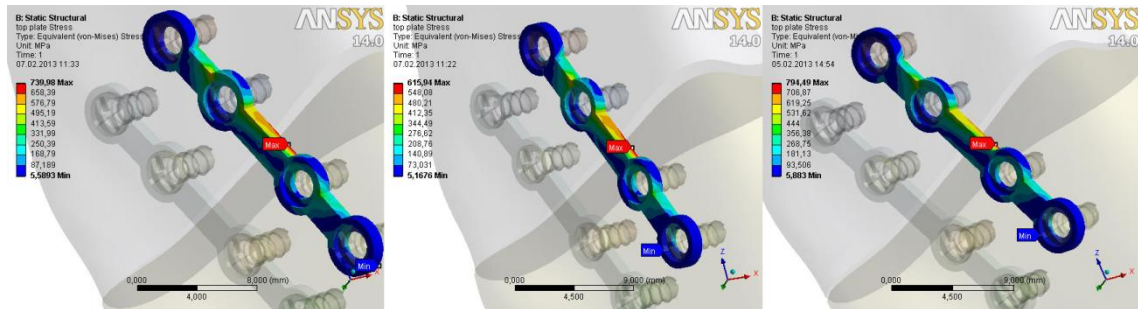 B: Static Structural
top plate Stress
Type: Equivalent (von-Mises) Stress
Unit: MPa
Time: 1
07.02.2013 11:33
739,98 Max
658,39
576,79
495,19
413,59
331,99
250,39
168,79
87,189
5,5893 Min
ANSYS
14.0
Max
Min
X
0,000
8,000 (mm)
4,000
B: Static Structural
top plate Stress
Type: Equivalent (von-Mises) Stress
Unit: MPa
Time: 1
07.02.2013 11:22
615,94 Max
548,08
480,21
412,35
344,49
276,62
208,76
140,89
73,031
5,1676 Min
ANSYS
14.0
Max
Min
Z
X
0,000
9,000 (mm)
4,500
B: Static Structural
top plate Stress
Type: Equivalent (von-Mises) Stress
Unit: MPa
Time: 1
05.02.2013 14:54
794,49 Max
706,87
619,25
531,62
444
356,38
268,75
181,13
93,506
5,883 Min
ANSYS
14.0
Max
Min
Z
X
0,000
9,000 (mm)
4,500